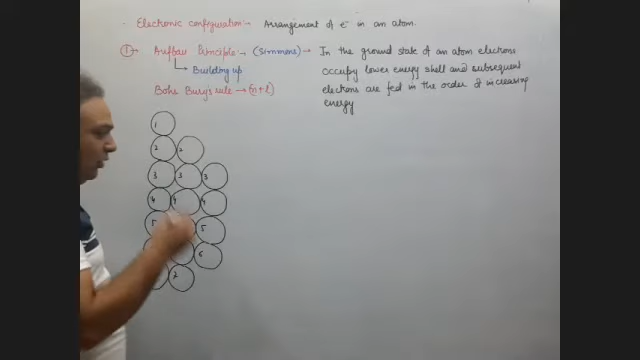 · Electronic configuration → Arrangement of e⁻ in an atom.
① → Aufbau Principle → (Simmons) → In the ground state of an atom electrons
occupy lower energy shell and subsequent
electrons are fed in the order of increasing
energy
→ Building up
Bohr Bury's rule → (n+l)
1
2 2
3 3 3
4 4 4
5 5
6
7